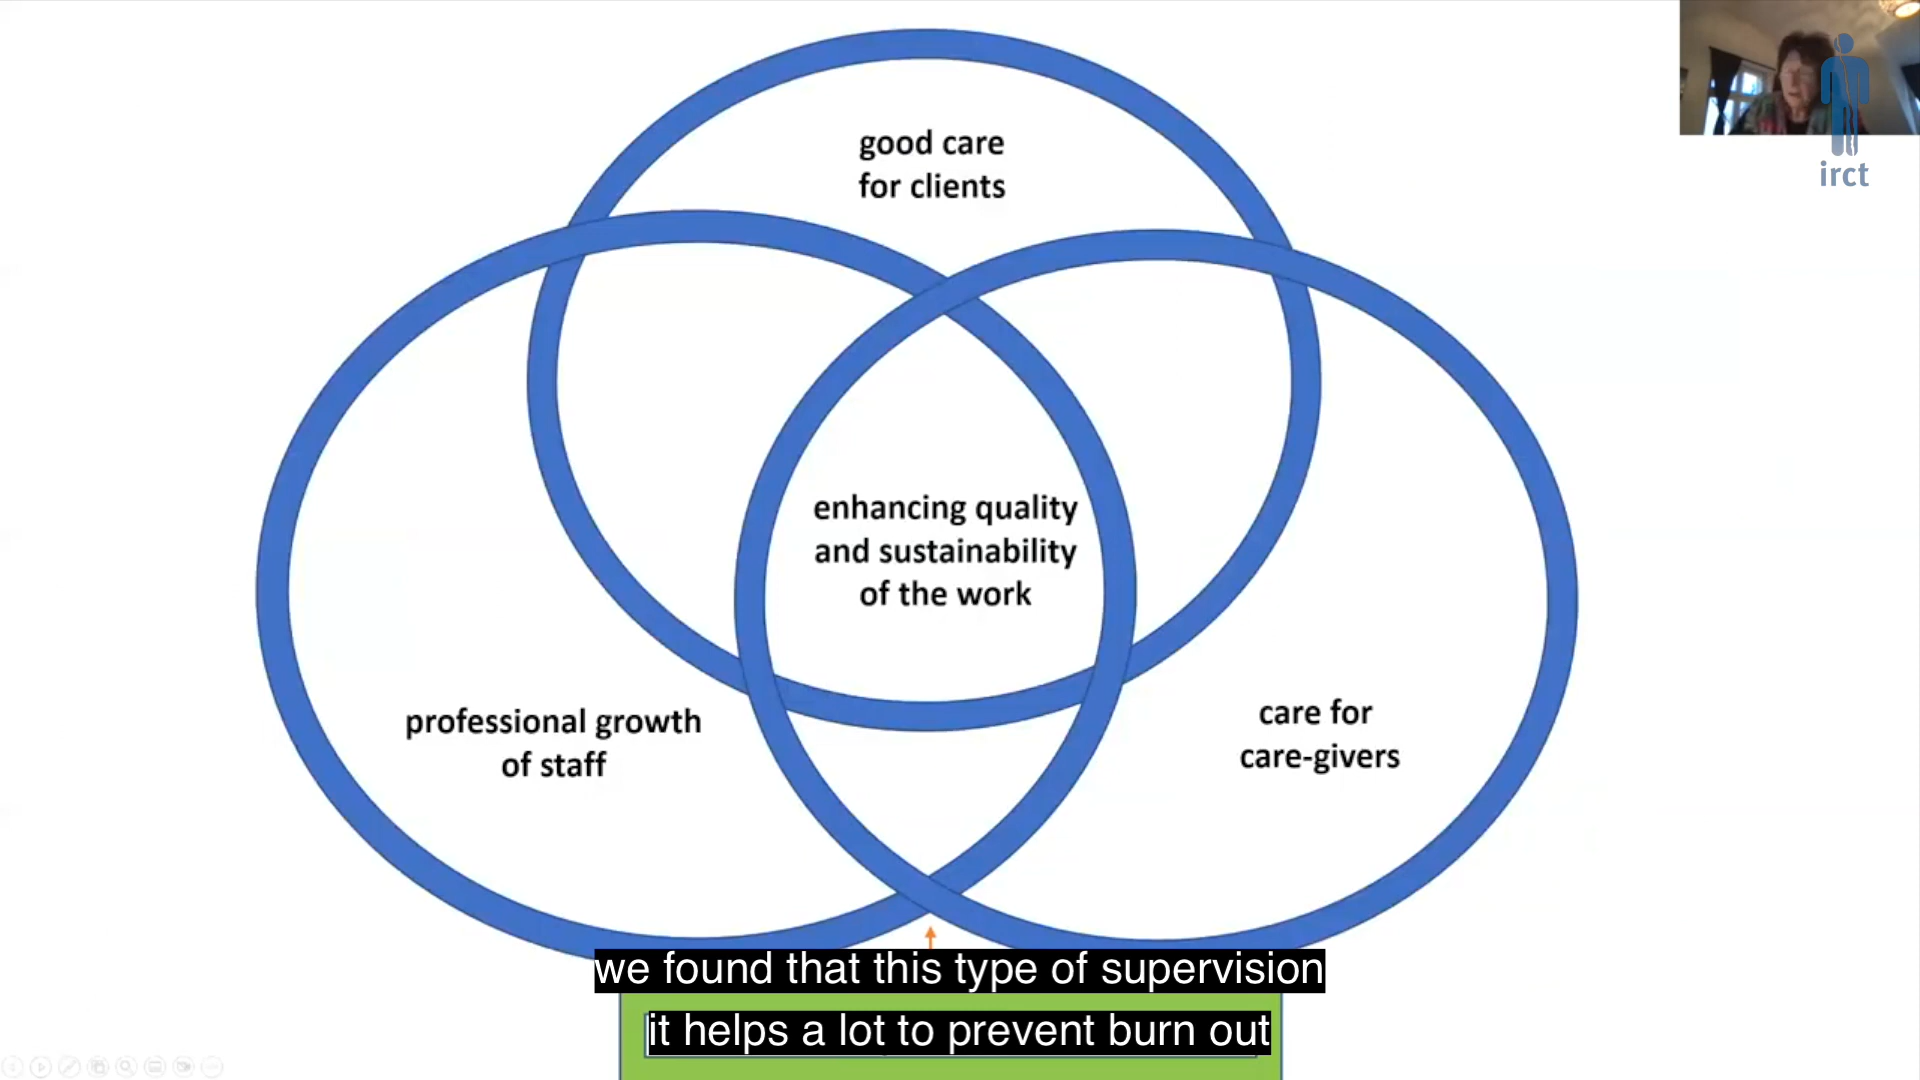 good care
for clients
irct
enhancing quality
and sustainability
of the work
professional growth
of staff
care for
care-givers
we found that this type of supervision
it helps a lot to prevent burn out